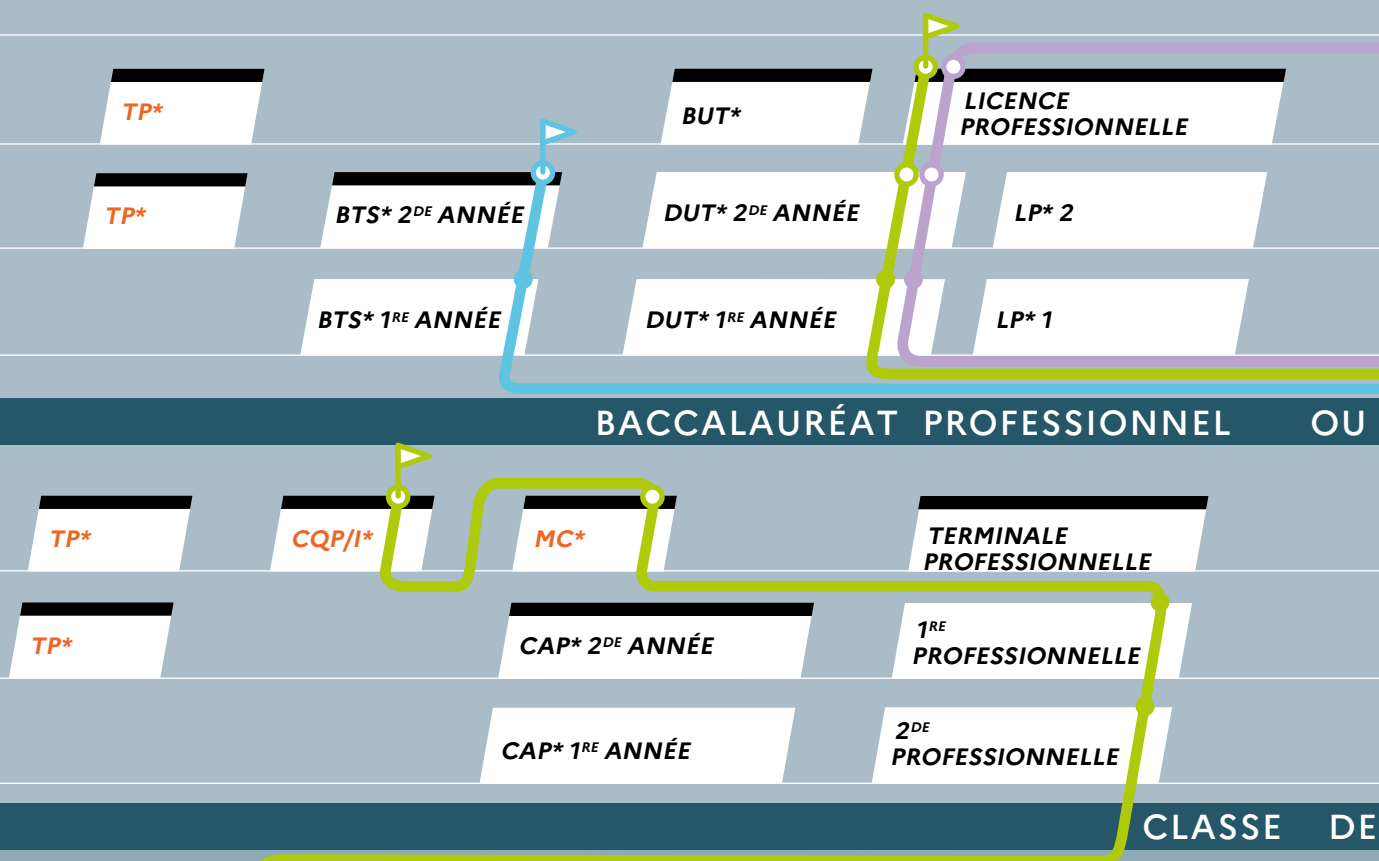 TP*
BUT*
LICENCE
PROFESSIONNELLE
TP*
BTS* 2DE ANNÉE
DUT* 2DE ANNÉE
LP* 2
BTS* 1RE ANNÉE
DUT* 1RE ANNÉE
LP* 1
BACCALAURÉAT PROFESSIONNEL OU
TP*
CQP/I*
MC*
TERMINALE
PROFESSIONNELLE
TP*
CAP* 2DE ANNÉE
1RE
PROFESSIONNELLE
CAP* 1RE ANNÉE
2DE
PROFESSIONNELLE
CLASSE DE